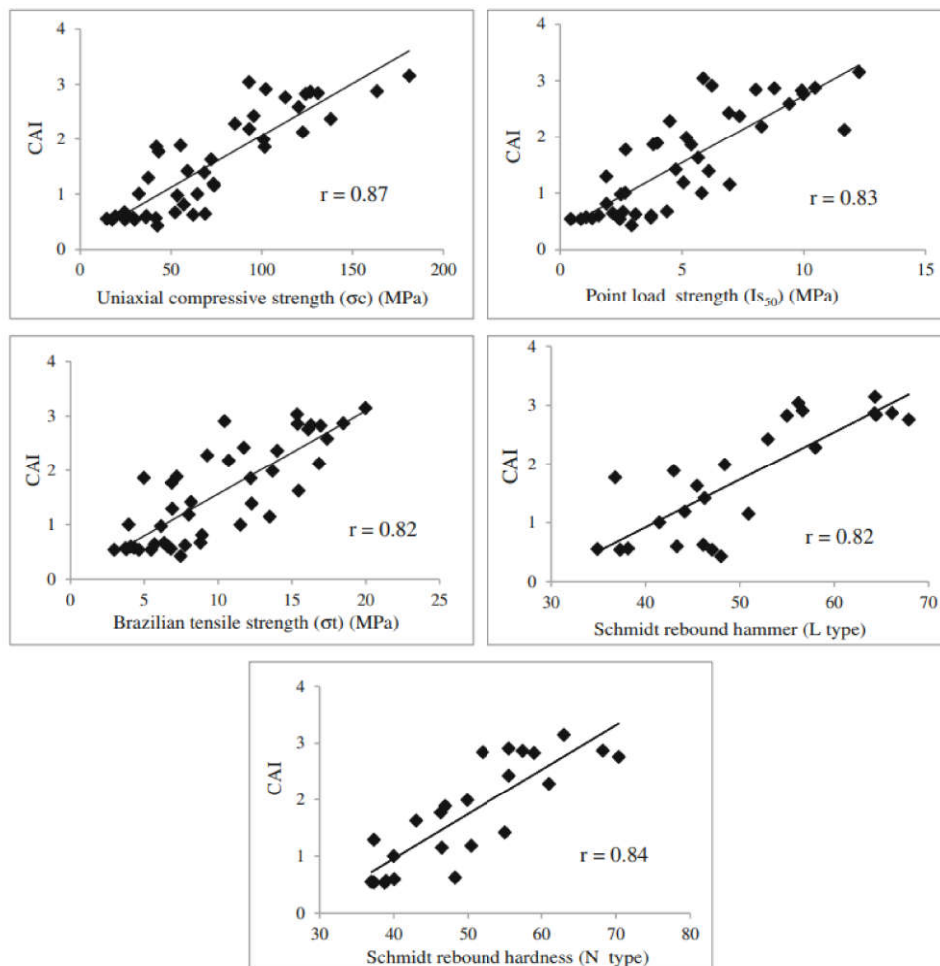 4
3
2
1
0
CAI
r = 0.87
0 50 100 150 200
Uniaxial compressive strength (σc) (MPa)
4
3
2
1
0
CAI
r = 0.83
0 5 10 15
Point load strength (Is₅₀) (MPa)
4
3
2
1
0
CAI
r = 0.82
0 5 10 15 20 25
Brazilian tensile strength (σt) (MPa)
4
3
2
1
0
CAI
r = 0.82
30 40 50 60 70
Schmidt rebound hammer (L type)
4
3
2
1
0
CAI
r = 0.84
30 40 50 60 70 80
Schmidt rebound hardness (N type)